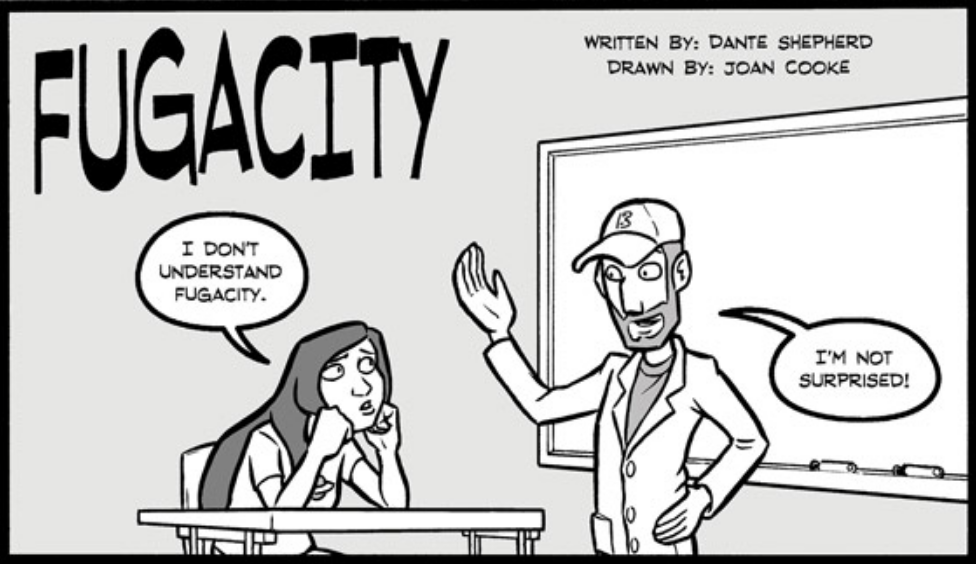 FUGACITY
WRITTEN BY: DANTE SHEPHERD
DRAWN BY: JOAN COOKE
I DON'T
UNDERSTAND
FUGACITY.
B
I'M NOT
SURPRISED!